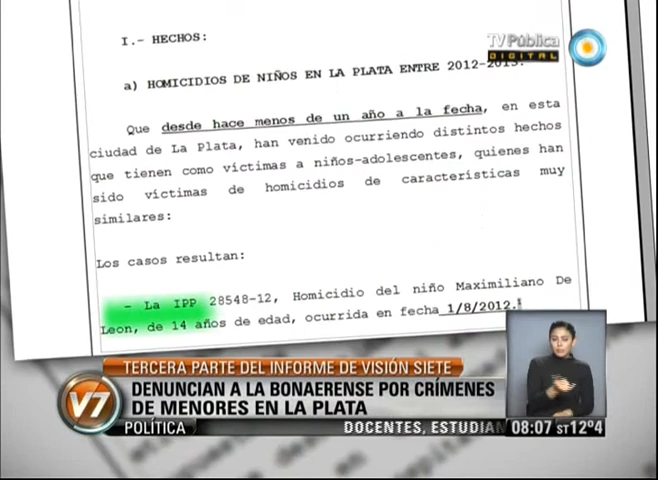 I.- HECHOS:
TV Pública
DIGITAL
a) HOMICIDIOS DE NIÑOS EN LA PLATA ENTRE 2012-2013.
Que desde hace menos de un año a la fecha, en esta
ciudad de La Plata, han venido ocurriendo distintos hechos
que tienen como víctimas a niños-adolescentes, quienes han
sido víctimas de homicidios de características muy
similares:
Los casos resultan:
- La IPP 28548-12, Homicidio del niño Maximiliano De
Leon, de 14 años de edad, ocurrida en fecha 1/8/2012.
TERCERA PARTE DEL INFORME DE VISIÓN SIETE
V7
DENUNCIAN A LA BONAERENSE POR CRÍMENES
DE MENORES EN LA PLATA
POLÍTICA
DOCENTES, ESTUDIAN
08:07 ST12º4